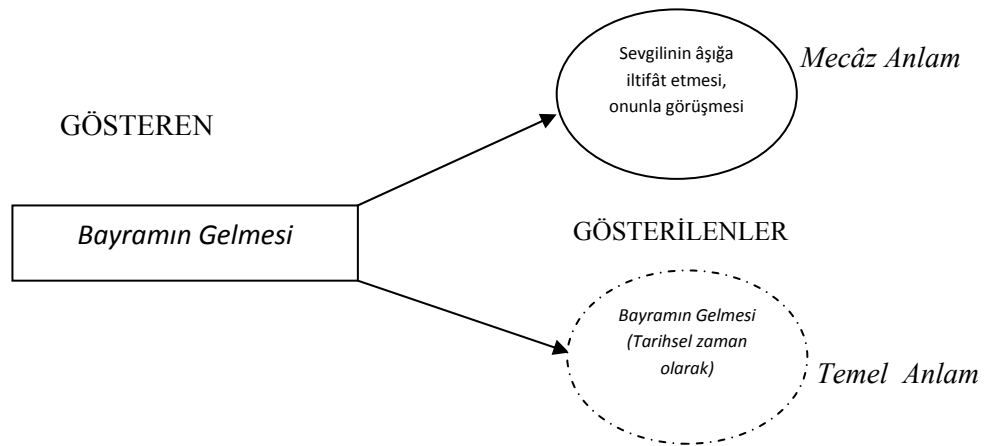 Sevgilinin âşığa
iltifât etmesi,
onunla görüşmesi
Mecâz Anlam
GÖSTEREN
Bayramın Gelmesi
GÖSTERİLENLER
Bayramın Gelmesi
(Tarihsel zaman
olarak)
Temel Anlam